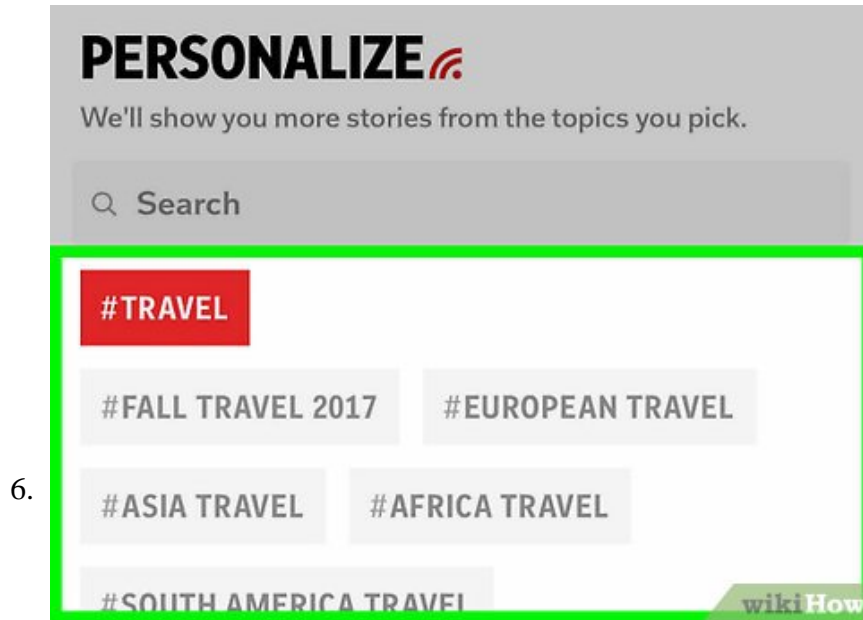 PERSONALIZE
We'll show you more stories from the topics you pick.
Search
#TRAVEL
#FALL TRAVEL 2017 #EUROPEAN TRAVEL
6.
#ASIA TRAVEL #AFRICA TRAVEL
#SOUTH AMERICA TRAVEL
wikiHow